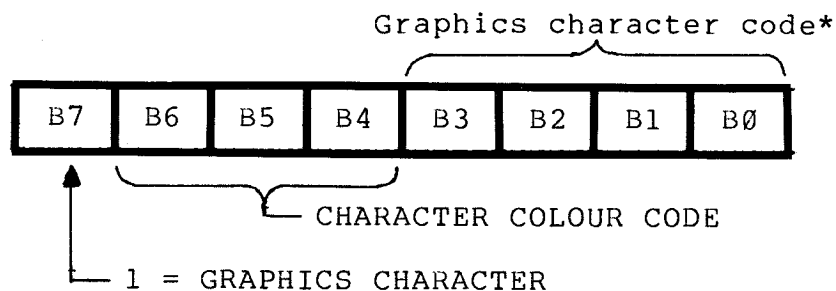 Graphics character code*
B7 B6 B5 B4 B3 B2 B1 BØ
CHARACTER COLOUR CODE
1 = GRAPHICS CHARACTER